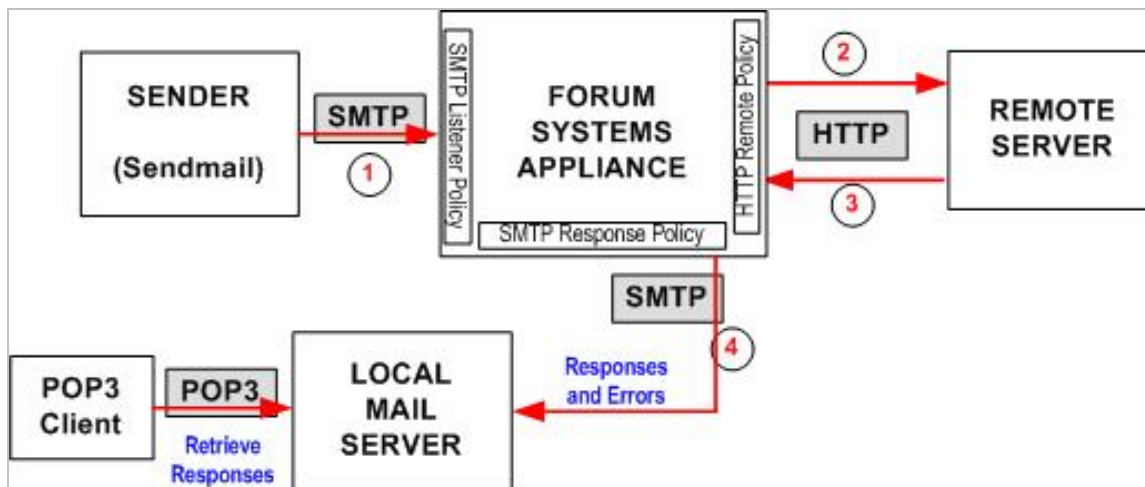 SENDER
(Sendmail)
SMTP
1
SMTP Listener Policy
FORUM
SYSTEMS
APPLIANCE
HTTP Remote Policy
SMTP Response Policy
2
HTTP
3
REMOTE
SERVER
SMTP
4
Responses
and Errors
POP3
Client
POP3
Retrieve
Responses
LOCAL
MAIL
SERVER